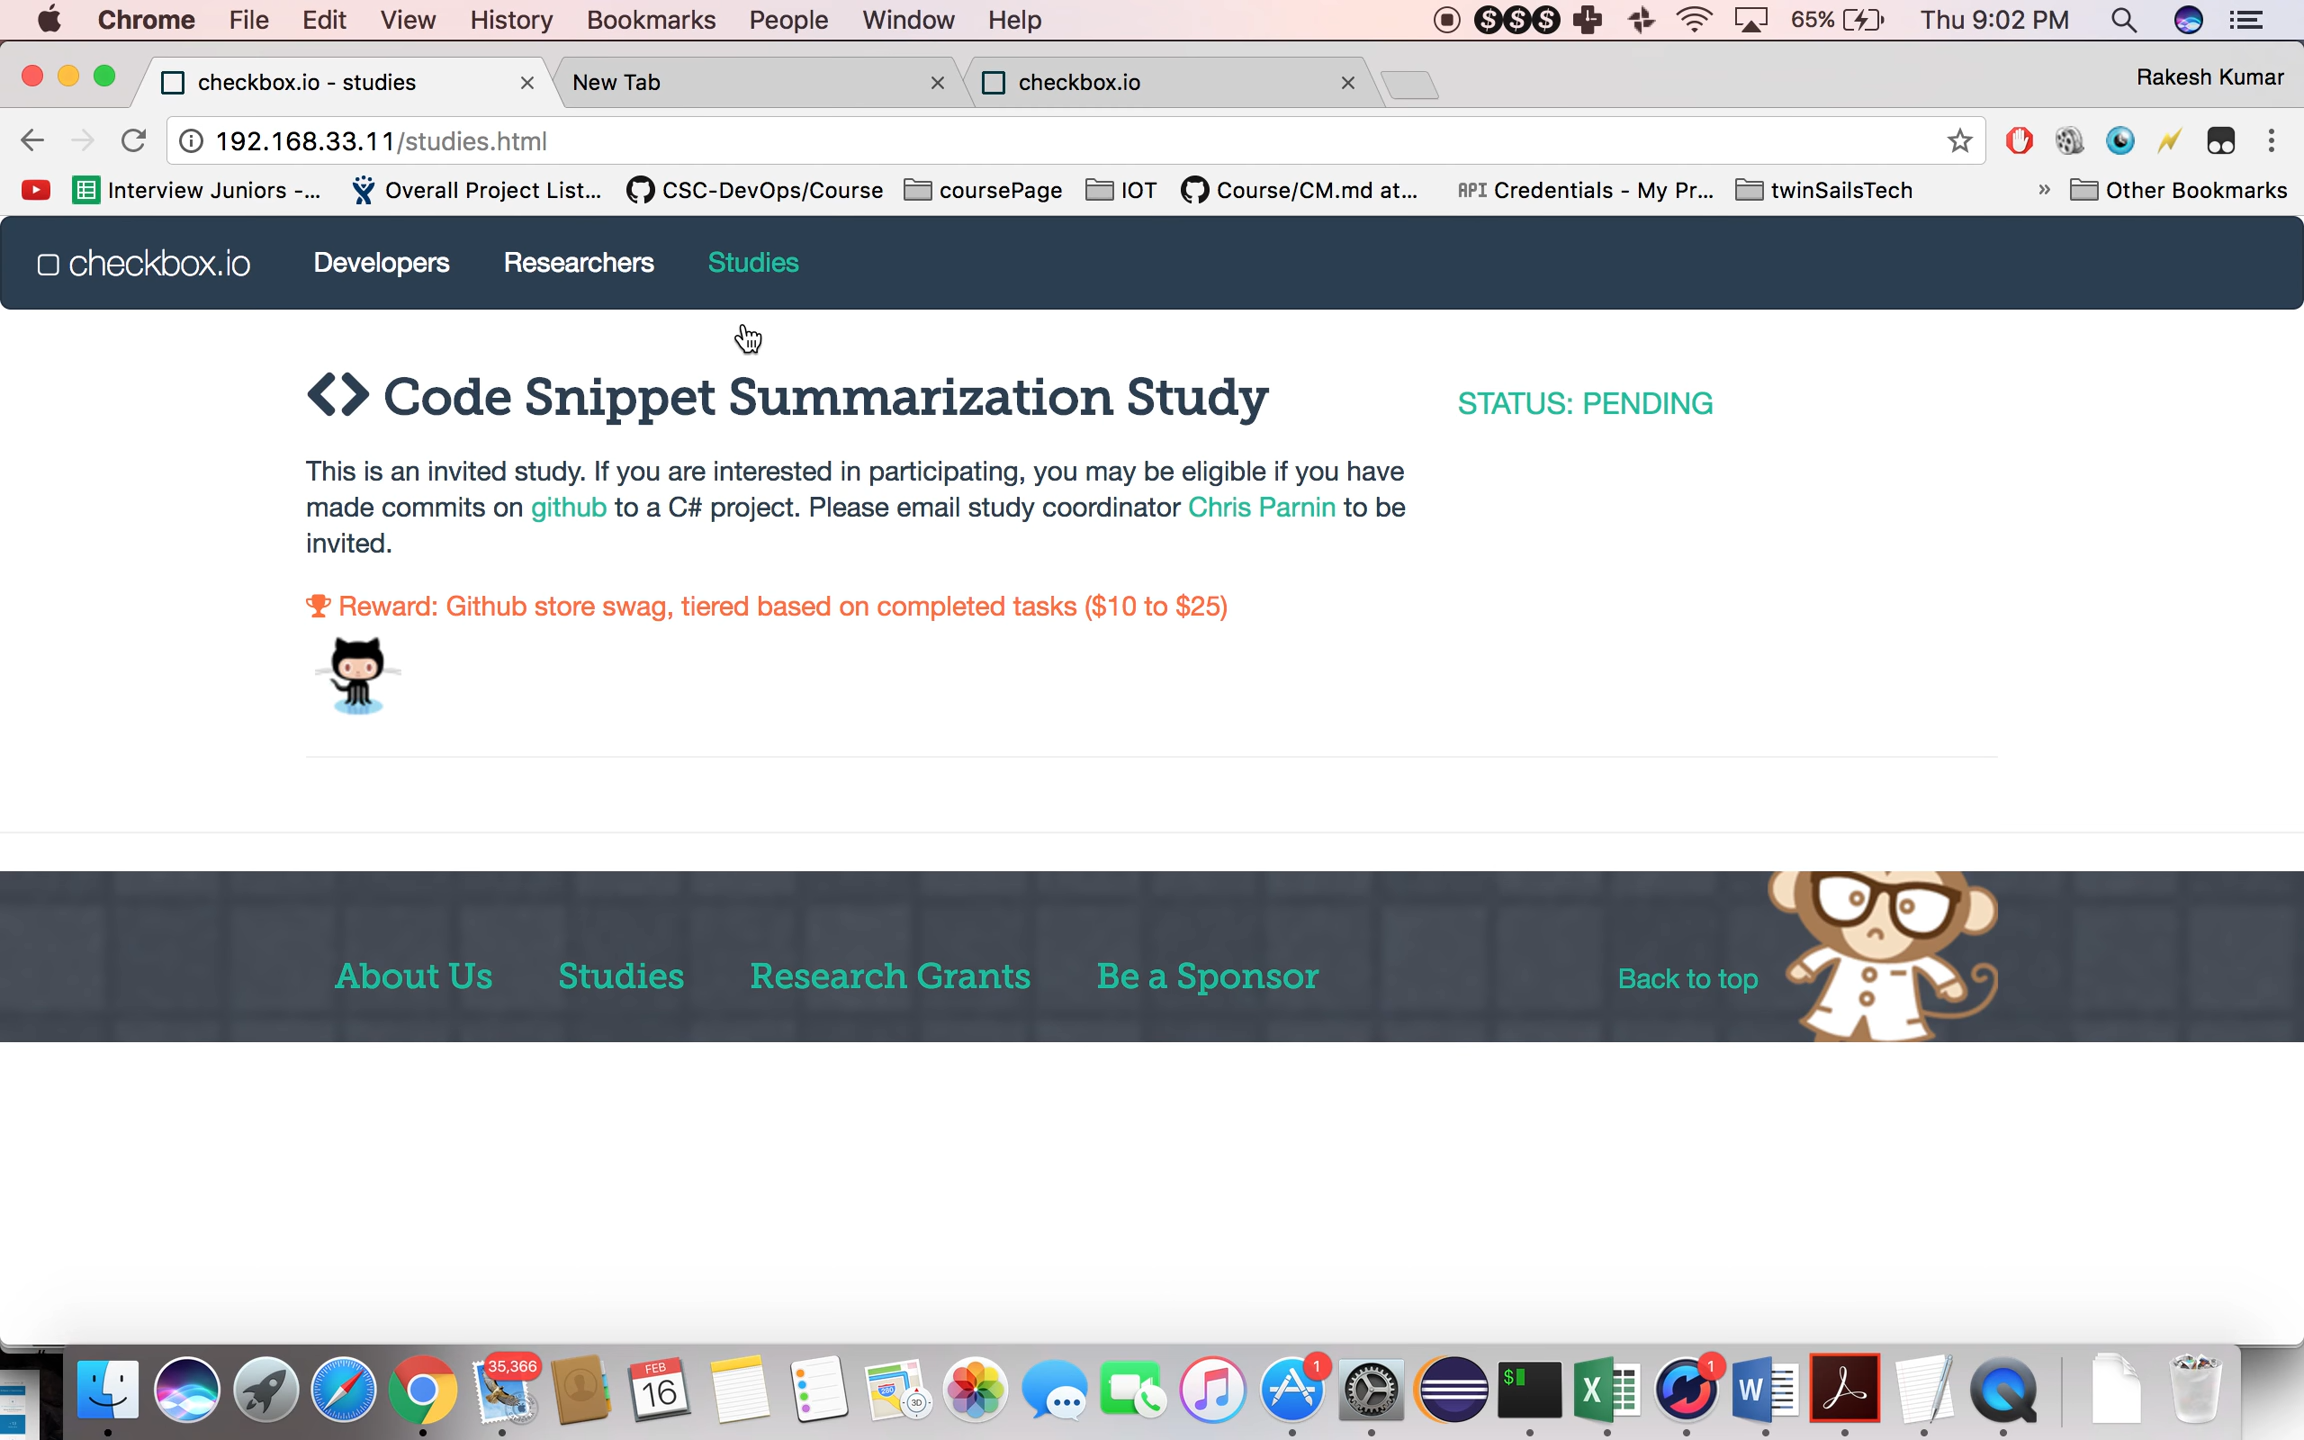 Chrome File Edit View History Bookmarks People Window Help 65% Thu 9:02 PM
checkbox.io - studies New Tab checkbox.io Rakesh Kumar
192.168.33.11/studies.html
Interview Juniors -... Overall Project List... CSC-DevOps/Course coursePage IOT Course/CM.md at... API Credentials - My Pr... twinSailsTech » Other Bookmarks
checkbox.io Developers Researchers Studies
Code Snippet Summarization Study STATUS: PENDING
This is an invited study. If you are interested in participating, you may be eligible if you have
made commits on github to a C# project. Please email study coordinator Chris Parnin to be
invited.
Reward: Github store swag, tiered based on completed tasks ($10 to $25)
About Us Studies Research Grants Be a Sponsor Back to top
35,366 FEB 16 280 3D 1 $ X 1 W